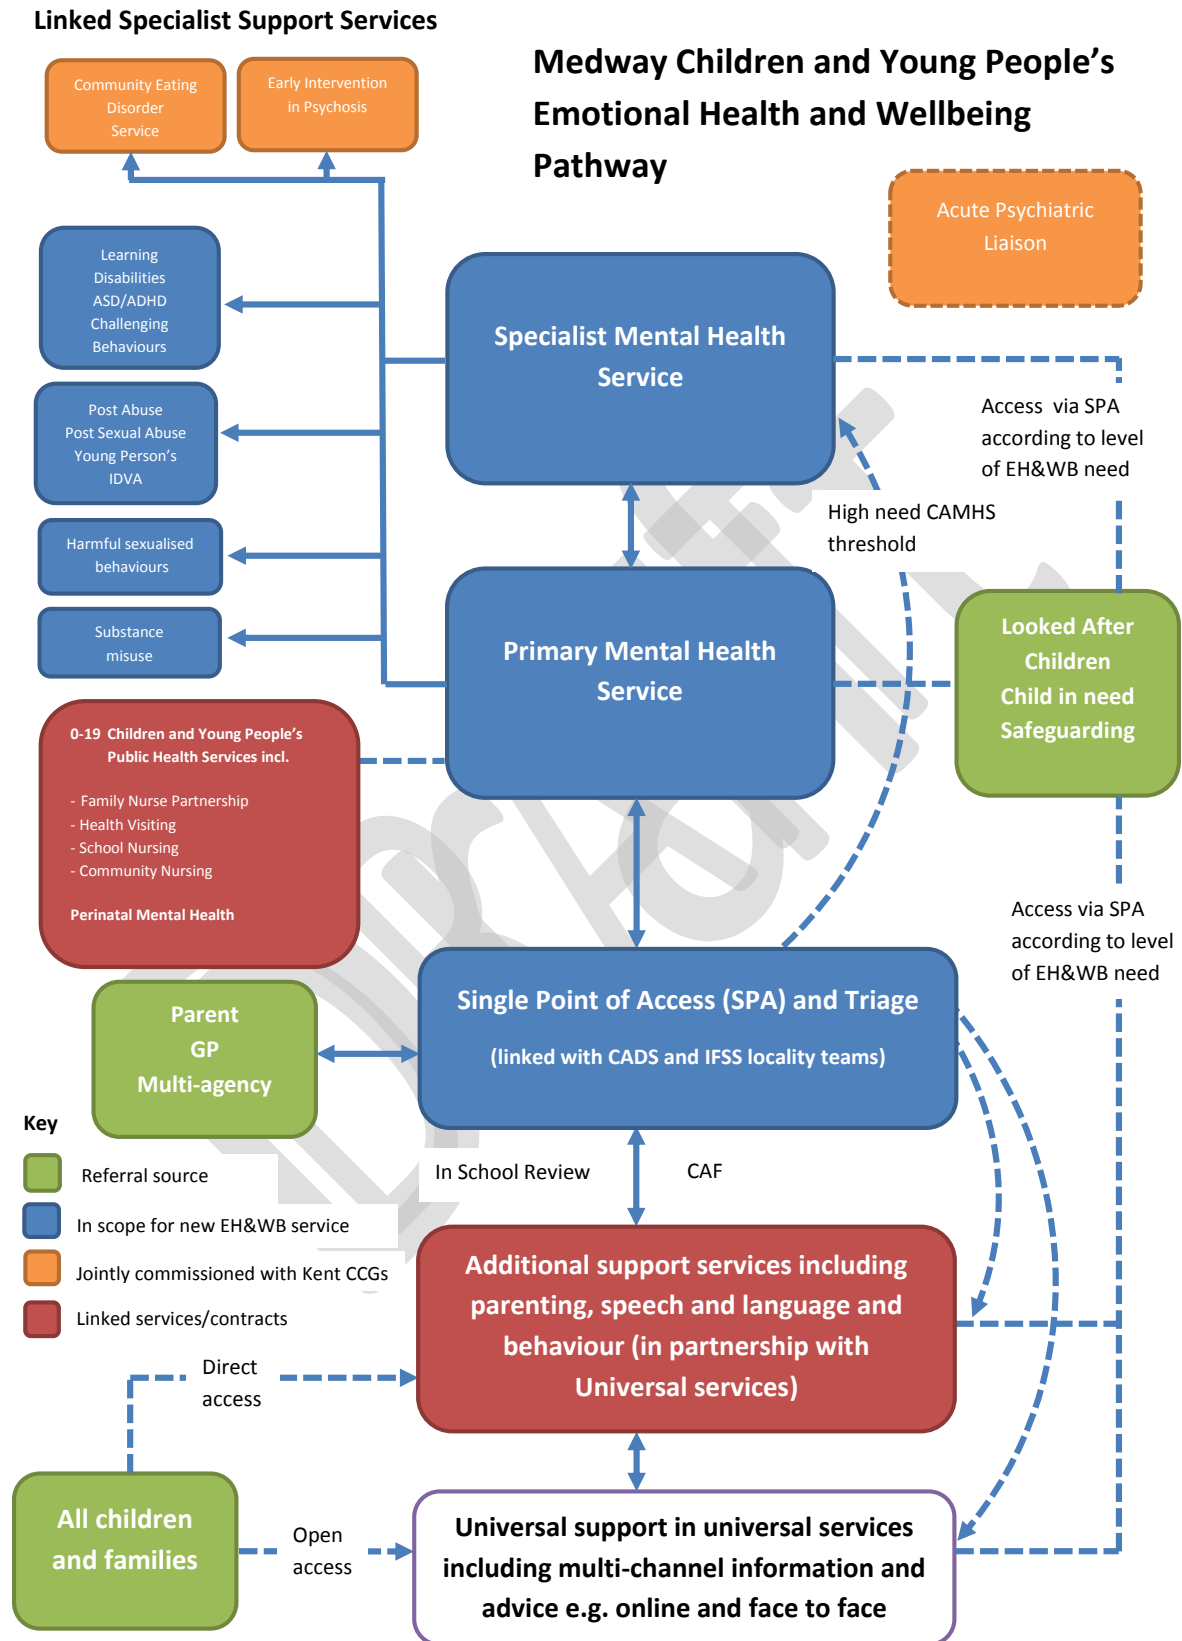 Linked Specialist Support Services
Medway Children and Young People's
Emotional Health and Wellbeing
Pathway
Community Eating
Disorder
Service
Early Intervention
in Psychosis
Acute Psychiatric
Liaison
Learning
Disabilities
ASD/ADHD
Challenging
Behaviours
Specialist Mental Health
Service
Post Abuse
Post Sexual Abuse
Young Person's
IDVA
Access via SPA
according to level
of EH&WB need
High need CAMHS
threshold
Harmful sexualised
behaviours
Substance
misuse
Primary Mental Health
Service
Looked After
Children
Child in need
Safeguarding
0-19 Children and Young People's
Public Health Services incl.
- Family Nurse Partnership
- Health Visiting
- School Nursing
- Community Nursing
Perinatal Mental Health
Access via SPA
according to level
of EH&WB need
Single Point of Access (SPA) and Triage
(linked with CADS and IFSS locality teams)
Parent
GP
Multi-agency
Key
Referral source
In scope for new EH&WB service
Jointly commissioned with Kent CCGs
Linked services/contracts
In School Review
CAF
Additional support services including
parenting, speech and language and
behaviour (in partnership with
Universal services)
Direct
access
All children
and families
Open
access
Universal support in universal services
including multi-channel information and
advice e.g. online and face to face
Draft